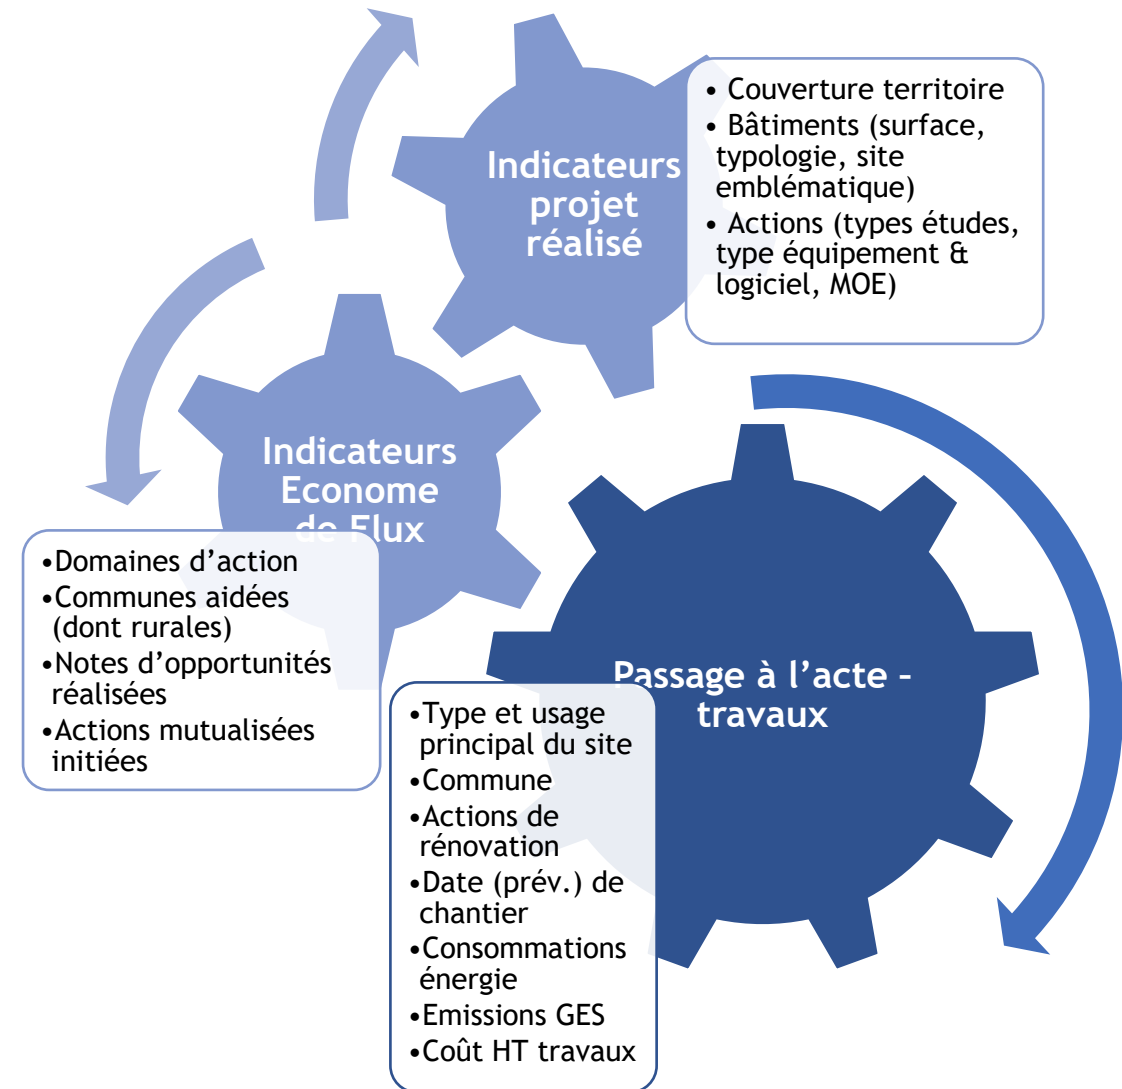 Indicateurs
projet
réalisé
• Couverture territoire
• Bâtiments (surface,
typologie, site
emblématique)
• Actions (types études,
type équipement &
logiciel, MOE)
Indicateurs
Econome
de Flux
•Domaines d’action
•Communes aidées
(dont rurales)
•Notes d’opportunités
réalisées
•Actions mutualisées
initiées
Passage à l’acte –
travaux
•Type et usage
principal du site
•Commune
•Actions de
rénovation
•Date (prév.) de
chantier
•Consommations
énergie
•Emissions GES
•Coût HT travaux